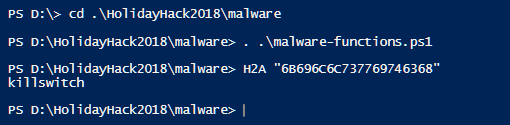 PS D:\> cd .\HolidayHack2018\malware
PS D:\HolidayHack2018\malware> . .\malware-functions.ps1
PS D:\HolidayHack2018\malware> H2A "6B696C6C737769746368"
killswitch
PS D:\HolidayHack2018\malware>